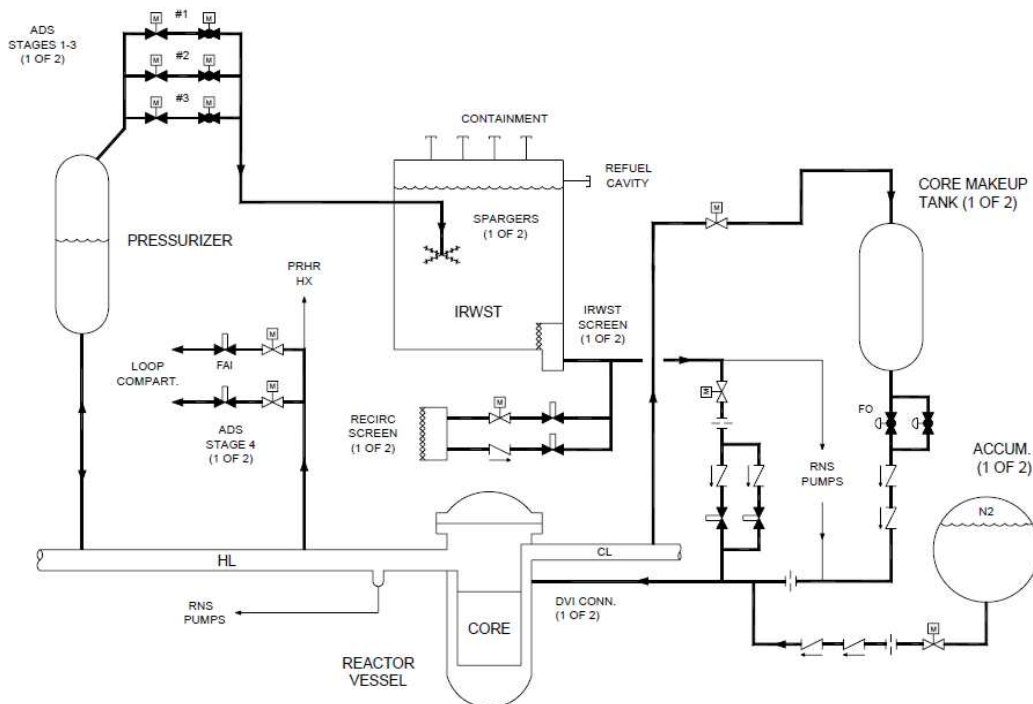 ADS
STAGES 1-3
(1 OF 2)
#1
M
M
#2
M
M
#3
M
M
CONTAINMENT
REFUEL
CAVITY
CORE MAKEUP
TANK (1 OF 2)
M
SPARGERS
(1 OF 2)
PRESSURIZER
PRHR
HX
IRWST
IRWST
SCREEN
(1 OF 2)
M
LOOP
COMPART.
FAI
M
ADS
STAGE 4
(1 OF 2)
RECIRC
SCREEN
(1 OF 2)
M
M
FO
ACCUM.
(1 OF 2)
RNS
PUMPS
N2
HL
CL
RNS
PUMPS
CORE
DVI CONN.
(1 OF 2)
M
REACTOR
VESSEL